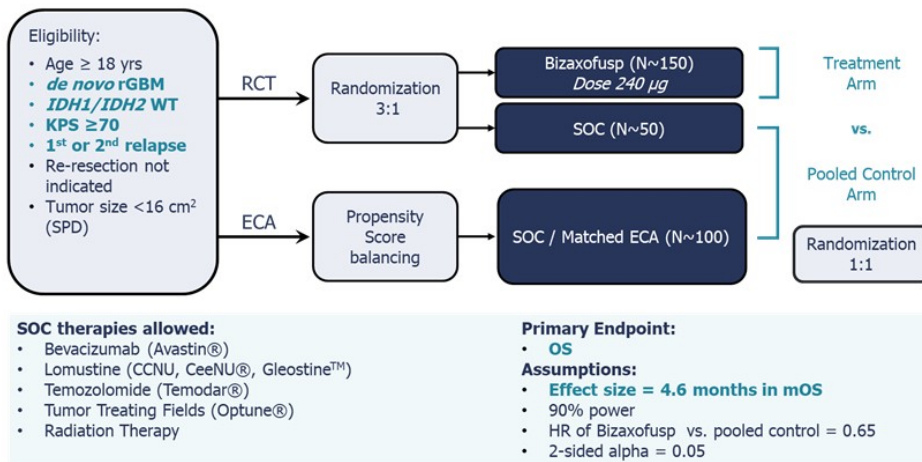 Eligibility:
• Age ≥ 18 yrs
• de novo rGBM
• IDH1/IDH2 WT
• KPS ≥70
• 1st or 2nd relapse
• Re-resection not
indicated
• Tumor size <16 cm2
(SPD)
RCT
Randomization
3:1
Bizaxofusp (N~150)
Dose 240 µg
SOC (N~50)
ECA
Propensity
Score
balancing
SOC / Matched ECA (N~100)
Treatment
Arm
vs.
Pooled Control
Arm
Randomization
1:1
SOC therapies allowed:
• Bevacizumab (Avastin®)
• Lomustine (CCNU, CeeNU®, Gleostine™)
• Temozolomide (Temodar®)
• Tumor Treating Fields (Optune®)
• Radiation Therapy
Primary Endpoint:
• OS
Assumptions:
• Effect size = 4.6 months in mOS
• 90% power
• HR of Bizaxofusp vs. pooled control = 0.65
• 2-sided alpha = 0.05